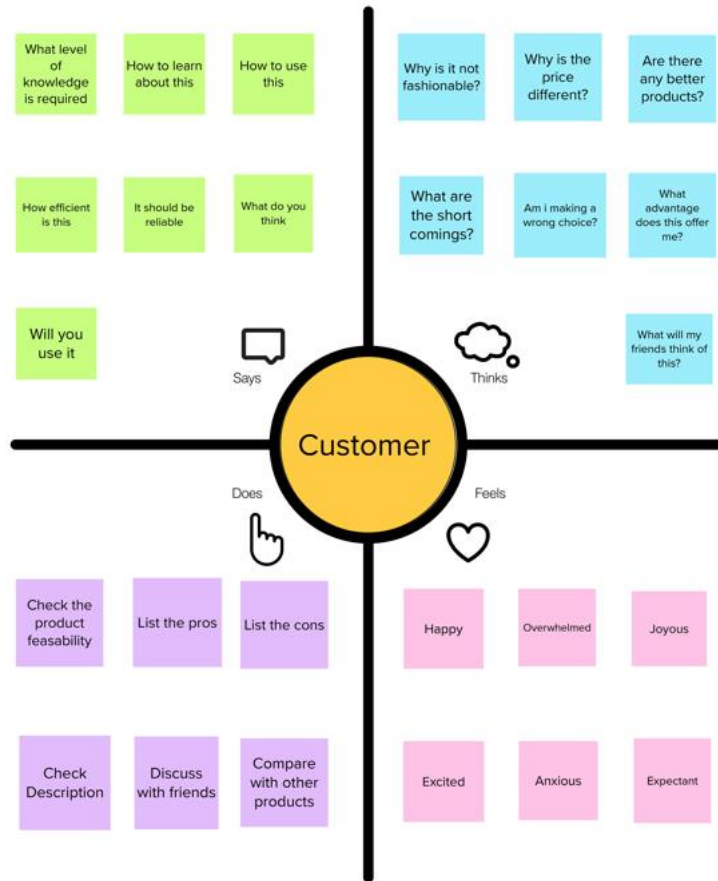 What level
of
knowledge
is required
How to learn
about this
How to use
this
How efficient
is this
It should be
reliable
What do you
think
Will you
use it
Says
Why is it not
fashionable?
Why is the
price
different?
Are there
any better
products?
What are
the short
comings?
Am i making a
wrong choice?
What
advantage
does this offer
me?
What will my
friends think of
this?
Thinks
Customer
Does
Check the
product
feasability
List the pros
List the cons
Check
Description
Discuss
with friends
Compare
with other
products
Feels
Happy
Overwhelmed
Joyous
Excited
Anxious
Expectant